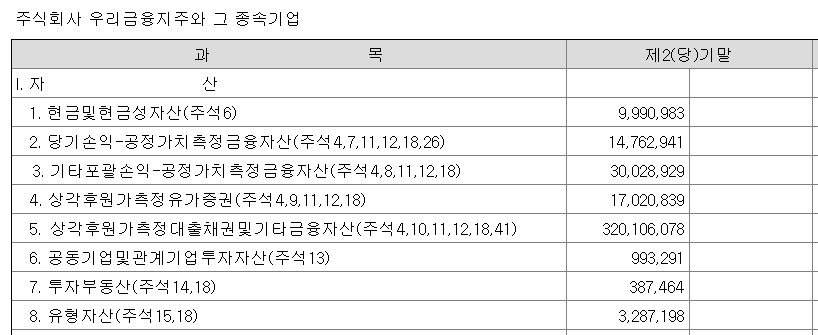 주식회사 우리금융지주와 그 종속기업
과 목 제2(당)기말
I. 자 산
1. 현금및현금성자산(주석6) 9,990,983
2. 당기손익-공정가치측정금융자산(주석4,7,11,12,18,26) 14,762,941
3. 기타포괄손익-공정가치측정금융자산(주석4,8,11,12,18) 30,028,929
4. 상각후원가측정유가증권(주석4,9,11,12,18) 17,020,839
5. 상각후원가측정대출채권및기타금융자산(주석4,10,11,12,18,41) 320,106,078
6. 공동기업및관계기업투자자산(주석13) 993,291
7. 투자부동산(주석14,18) 387,464
8. 유형자산(주석15,18) 3,287,198